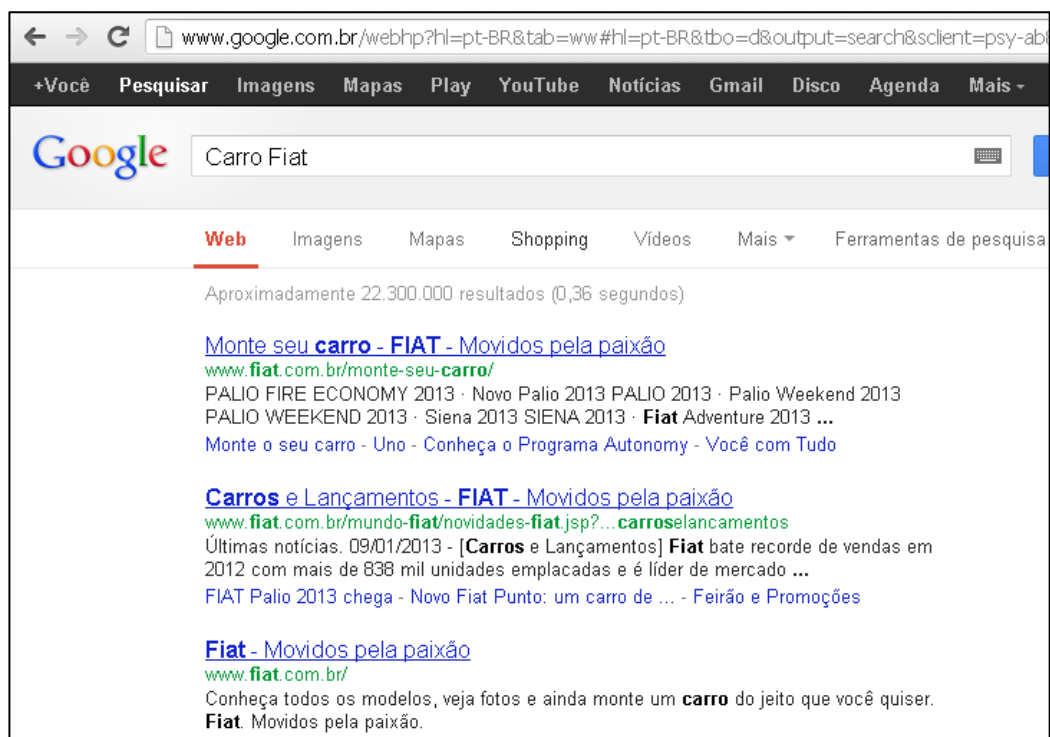 www.google.com.br/webhp?hl=pt-BR&tab=ww#hl=pt-BR&tbo=d&output=search&sclient=psy-ab
+Você Pesquisar Imagens Mapas Play YouTube Notícias Gmail Disco Agenda Mais
Google Carro Fiat
Web Imagens Mapas Shopping Vídeos Mais Ferramentas de pesquisa
Aproximadamente 22.300.000 resultados (0,36 segundos)
Monte seu carro - FIAT - Movidos pela paixão
www.fiat.com.br/monte-seu-carro/
PALIO FIRE ECONOMY 2013 · Novo Palio 2013 PALIO 2013 · Palio Weekend 2013
PALIO WEEKEND 2013 · Siena 2013 SIENA 2013 · Fiat Adventure 2013 ...
Monte o seu carro - Uno - Conheça o Programa Autonomy - Você com Tudo
Carros e Lançamentos - FIAT - Movidos pela paixão
www.fiat.com.br/mundo-fiat/novidades-fiat.jsp?...carroselancamentos
Últimas notícias. 09/01/2013 - [Carros e Lançamentos] Fiat bate recorde de vendas em
2012 com mais de 838 mil unidades emplacadas e é líder de mercado ...
FIAT Palio 2013 chega - Novo Fiat Punto: um carro de ... - Feirão e Promoções
Fiat - Movidos pela paixão
www.fiat.com.br/
Conheça todos os modelos, veja fotos e ainda monte um carro do jeito que você quiser.
Fiat. Movidos pela paixão.